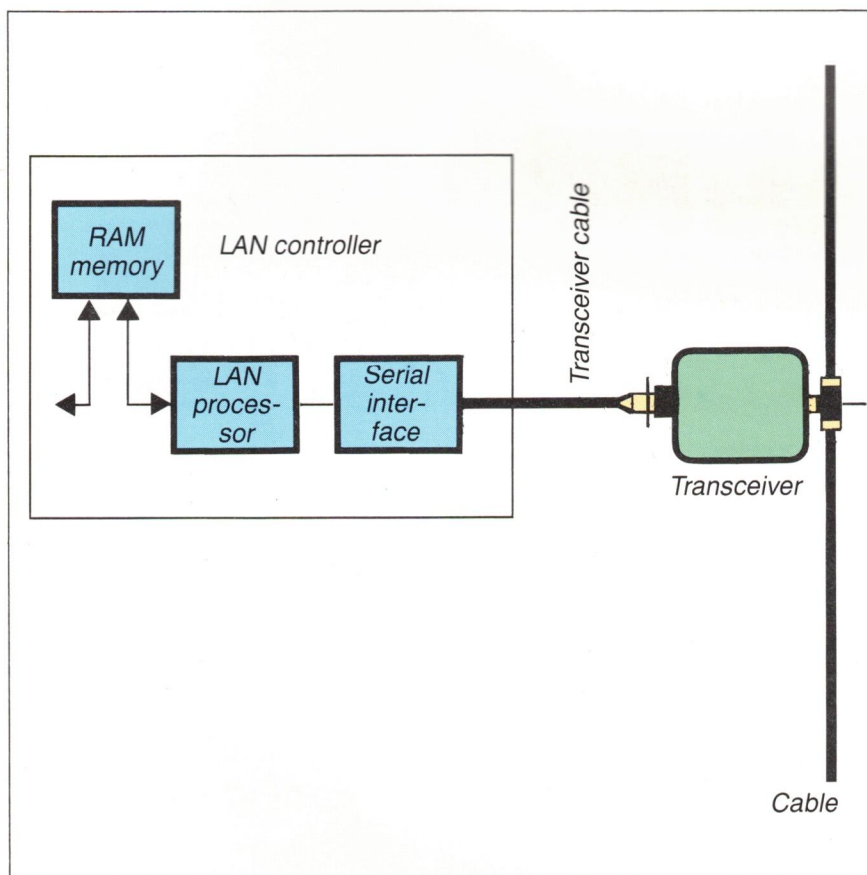 RAM
memory
LAN controller
Transceiver cable
LAN
proces-
sor
Serial
inter-
face
Transceiver
Cable